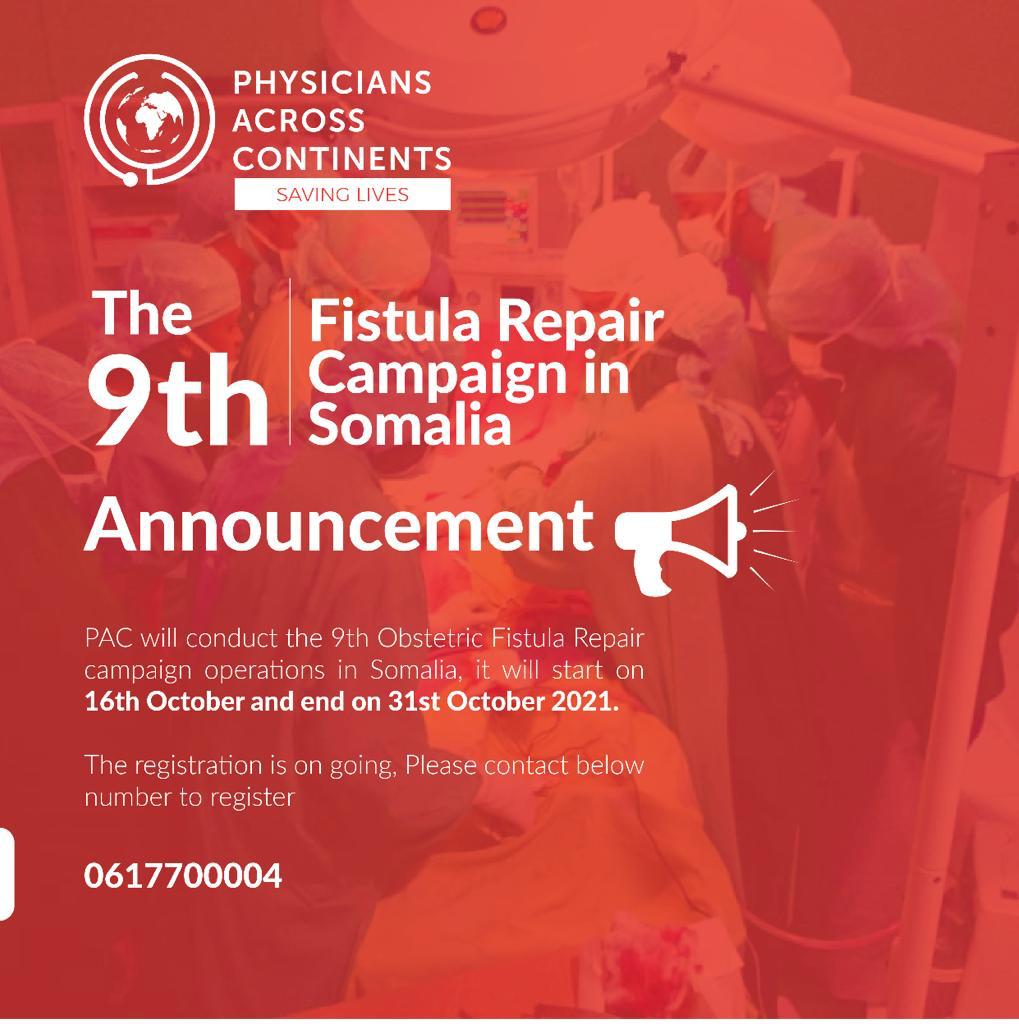 PHYSICIANS
ACROSS
CONTINENTS
SAVING LIVES
The
9th
Fistula Repair
Campaign in
Somalia
Announcement
PAC will conduct the 9th Obstetric Fistula Repair
campaign operations in Somalia, it will start on
16th October and end on 31st October 2021.
The registration is on going, Please contact below
number to register
0617700004